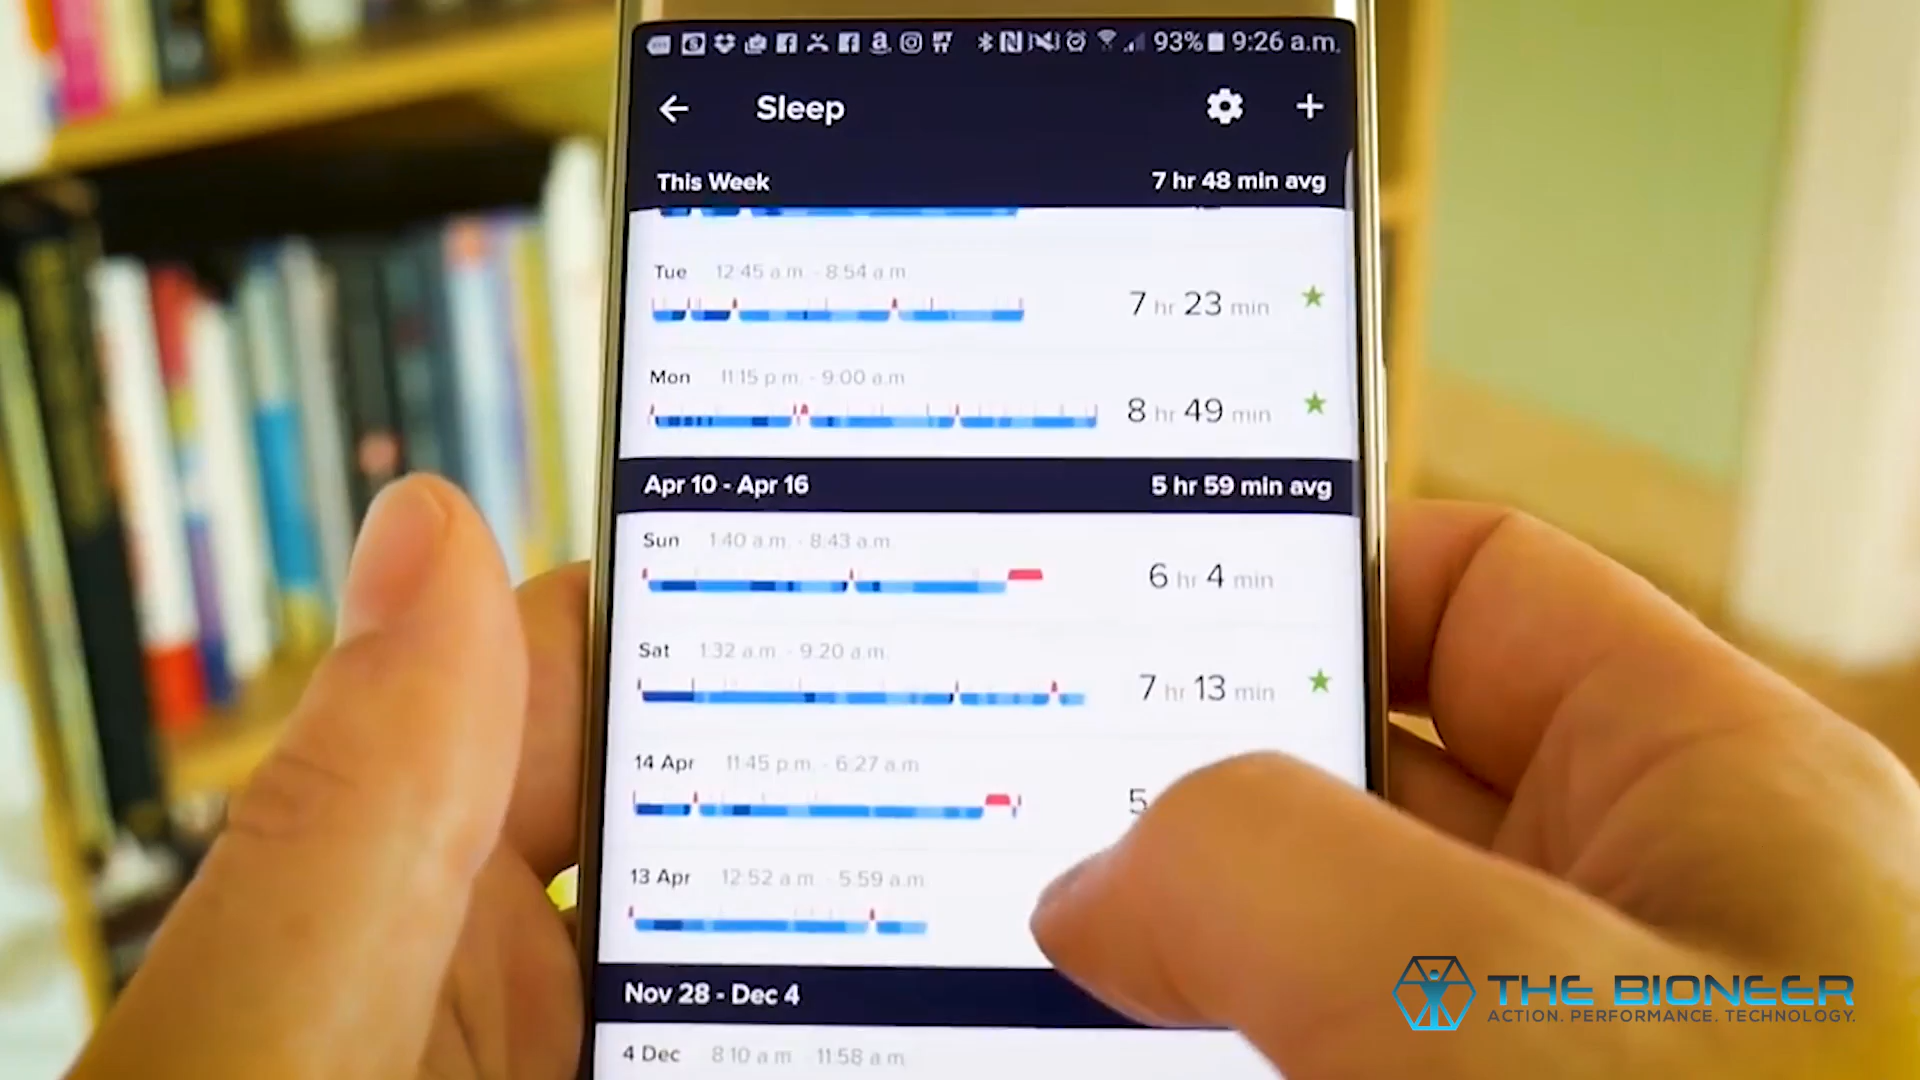 93% 9:26 a.m.
Sleep
This Week 7 hr 48 min avg
Tue 12:45 a.m. - 8:54 a.m.
7 hr 23 min
Mon 11:15 p.m. - 9:00 a.m.
8 hr 49 min
Apr 10 - Apr 16 5 hr 59 min avg
Sun 1:40 a.m. - 8:43 a.m.
6 hr 4 min
Sat 1:32 a.m. - 9:20 a.m.
7 hr 13 min
14 Apr 11:45 p.m. - 6:27 a.m.
5
13 Apr 12:52 a.m. - 5:59 a.m.
Nov 28 - Dec 4
4 Dec 8:10 a.m. - 11:58 a.m.
THE BIONEER
ACTION. PERFORMANCE. TECHNOLOGY.